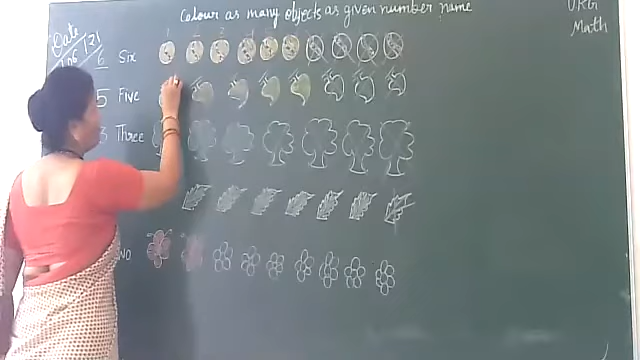 Colour as many objects as given number name
UKG
Math
Date
6 Six
5 Five
3 Three